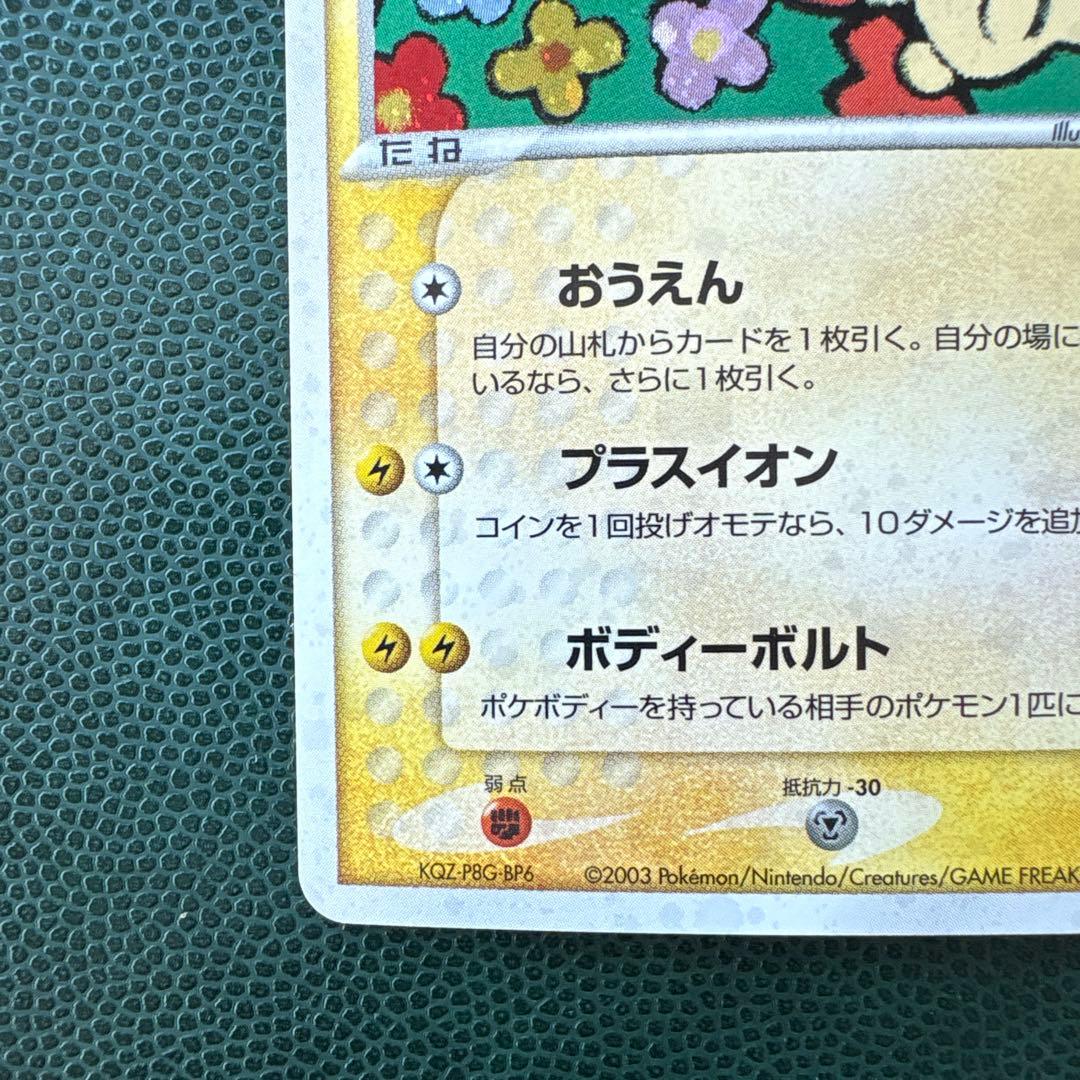 たね
Illu
おうえん
自分の山札からカードを1枚引く。自分の場に
いるなら、さらに1枚引く。
プラスイオン
コインを1回投げオモテなら、10ダメージを追加
ボディーボルト
ポケボディーを持っている相手のポケモン1匹に
弱点
抵抗力 -30
KQZ-P8G-BP6
©2003 Pokémon/Nintendo/Creatures/GAME FREAK